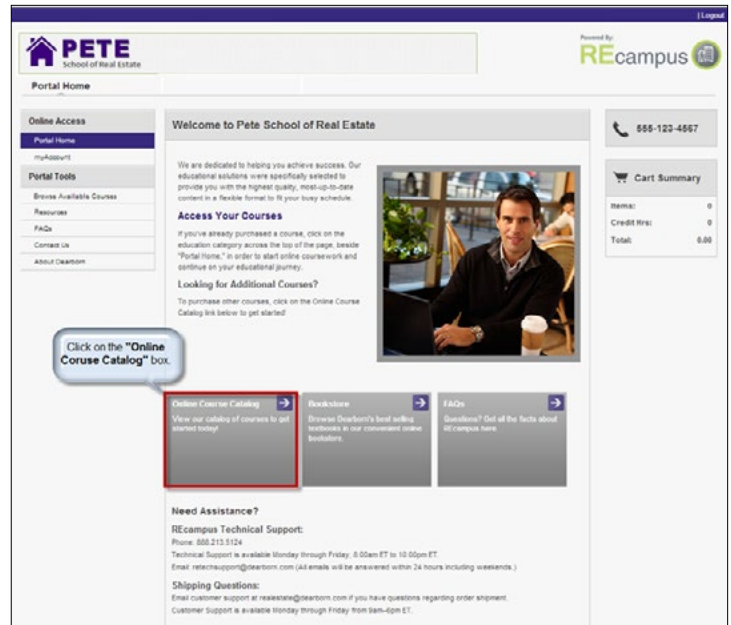 | Logout
PETE
School of Real Estate
Powered By:
REcampus
Portal Home
Online Access
Portal Home
myAccount
Portal Tools
Browse Available Courses
Resources
FAQs
Contact Us
About Dearborn
Welcome to Pete School of Real Estate
We are dedicated to helping you achieve success. Our
educational solutions were specifically selected to
provide you with the highest quality, most-up-to-date
content in a flexible format to fit your busy schedule.
Access Your Courses
If you've already purchased a course, click on the
education category across the top of the page, beside
"Portal Home," in order to start online coursework and
continue on your educational journey.
Looking for Additional Courses?
To purchase other courses, click on the Online Course
Catalog link below to get started!
555-123-4567
Cart Summary
Items: 0
Credit Hrs: 0
Total: 0.00
Click on the "Online
Coruse Catalog" box.
Online Course Catalog
View our catalog of courses to get
started today!
Bookstore
Browse Dearborn's best selling
textbooks in our convenient online
bookstore.
FAQs
Questions? Get all the facts about
REcampus here.
Need Assistance?
REcampus Technical Support:
Phone: 888.213.5124
Technical Support is available Monday through Friday, 8:00am ET to 10:00pm ET.
Email: retechsupport@dearborn.com (All emails will be answered within 24 hours including weekends.)
Shipping Questions:
Email customer support at realestate@dearborn.com if you have questions regarding order shipment.
Customer Support is available Monday through Friday from 9am-6pm ET.